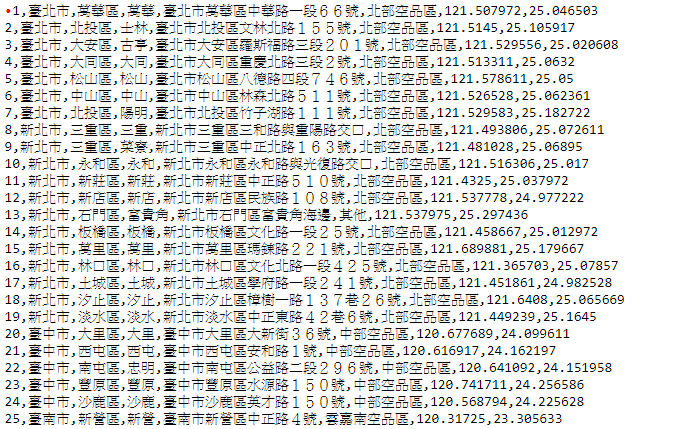 1,臺北市,萬華區,萬華,臺北市萬華區中華路一段６６號,北部空品區,121.507972,25.046503
2,臺北市,北投區,士林,臺北市北投區文林北路１５５號,北部空品區,121.5145,25.105917
3,臺北市,大安區,古亭,臺北市大安區羅斯福路三段２０１號,北部空品區,121.529556,25.020608
4,臺北市,大同區,大同,臺北市大同區重慶北路三段２號,北部空品區,121.513311,25.0632
5,臺北市,松山區,松山,臺北市松山區八德路四段７４６號,北部空品區,121.578611,25.05
6,臺北市,中山區,中山,臺北市中山區林森北路５１１號,北部空品區,121.526528,25.062361
7,臺北市,北投區,陽明,臺北市北投區竹子湖路１１１號,北部空品區,121.529583,25.182722
8,新北市,三重區,三重,新北市三重區三和路與重陽路交口,北部空品區,121.493806,25.072611
9,新北市,三重區,菜寮,新北市三重區中正北路１６３號,北部空品區,121.481028,25.06895
10,新北市,永和區,永和,新北市永和區永和路與光復路交口,北部空品區,121.516306,25.017
11,新北市,新莊區,新莊,新北市新莊區中正路５１０號,北部空品區,121.4325,25.037972
12,新北市,新店區,新店,新北市新店區民族路１０８號,北部空品區,121.537778,24.977222
13,新北市,石門區,富貴角,新北市石門區富貴角海邊,其他,121.537975,25.297436
14,新北市,板橋區,板橋,新北市板橋區文化路一段２５號,北部空品區,121.458667,25.012972
15,新北市,萬里區,萬里,新北市萬里區瑪鋉路２２１號,北部空品區,121.689881,25.179667
16,新北市,林口區,林口,新北市林口區文化北路一段４２５號,北部空品區,121.365703,25.07857
17,新北市,土城區,土城,新北市土城區學府路一段２４１號,北部空品區,121.451861,24.982528
18,新北市,汐止區,汐止,新北市汐止區樟樹一路１３７巷２６號,北部空品區,121.6408,25.065669
19,新北市,淡水區,淡水,新北市淡水區中正東路４２巷６號,北部空品區,121.449239,25.1645
20,臺中市,大里區,大里,臺中市大里區大新街３６號,中部空品區,120.677689,24.099611
21,臺中市,西屯區,西屯,臺中市西屯區安和路１號,中部空品區,120.616917,24.162197
22,臺中市,南屯區,忠明,臺中市南屯區公益路二段２９６號,中部空品區,120.641092,24.151958
23,臺中市,豐原區,豐原,臺中市豐原區水源路１５０號,中部空品區,120.741711,24.256586
24,臺中市,沙鹿區,沙鹿,臺中市沙鹿區英才路１５０號,中部空品區,120.568794,24.225628
25,臺南市,新營區,新營,臺南市新營區中正路４號,雲嘉南空品區,120.31725,23.305633